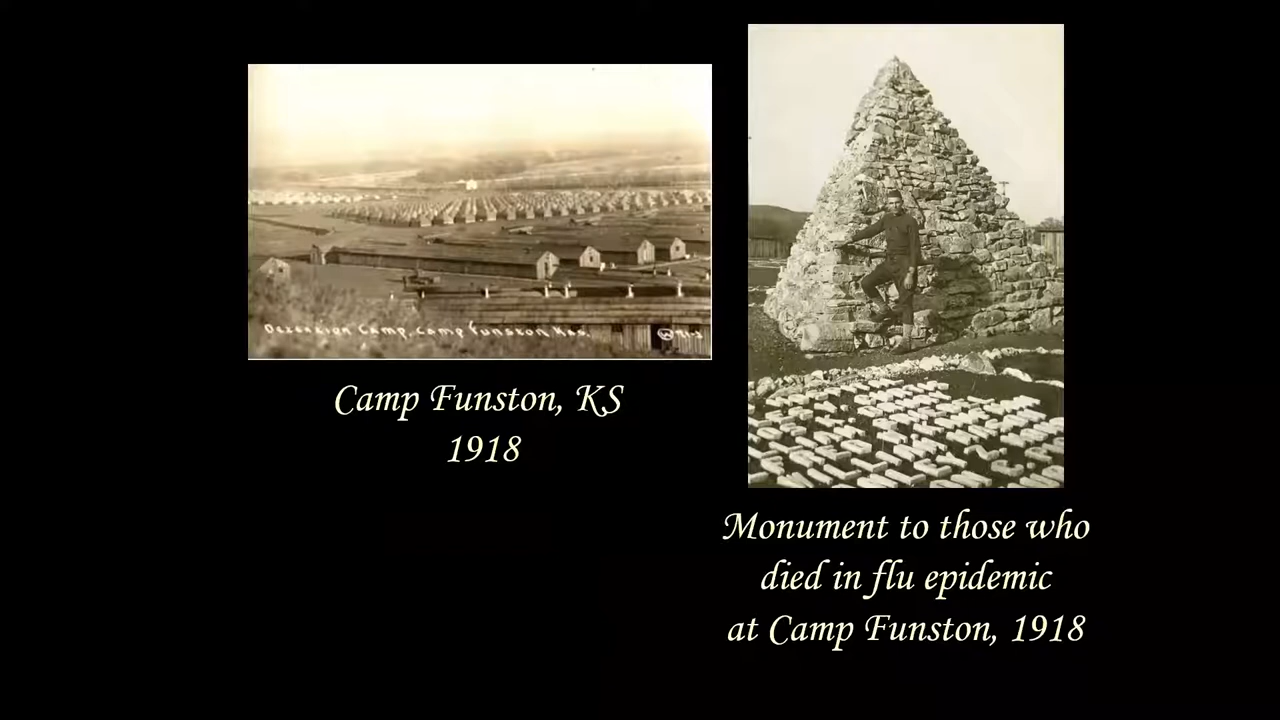 Detention Camp, Camp Funston Kas.
Camp Funston, KS
1918
Monument to those who
died in flu epidemic
at Camp Funston, 1918